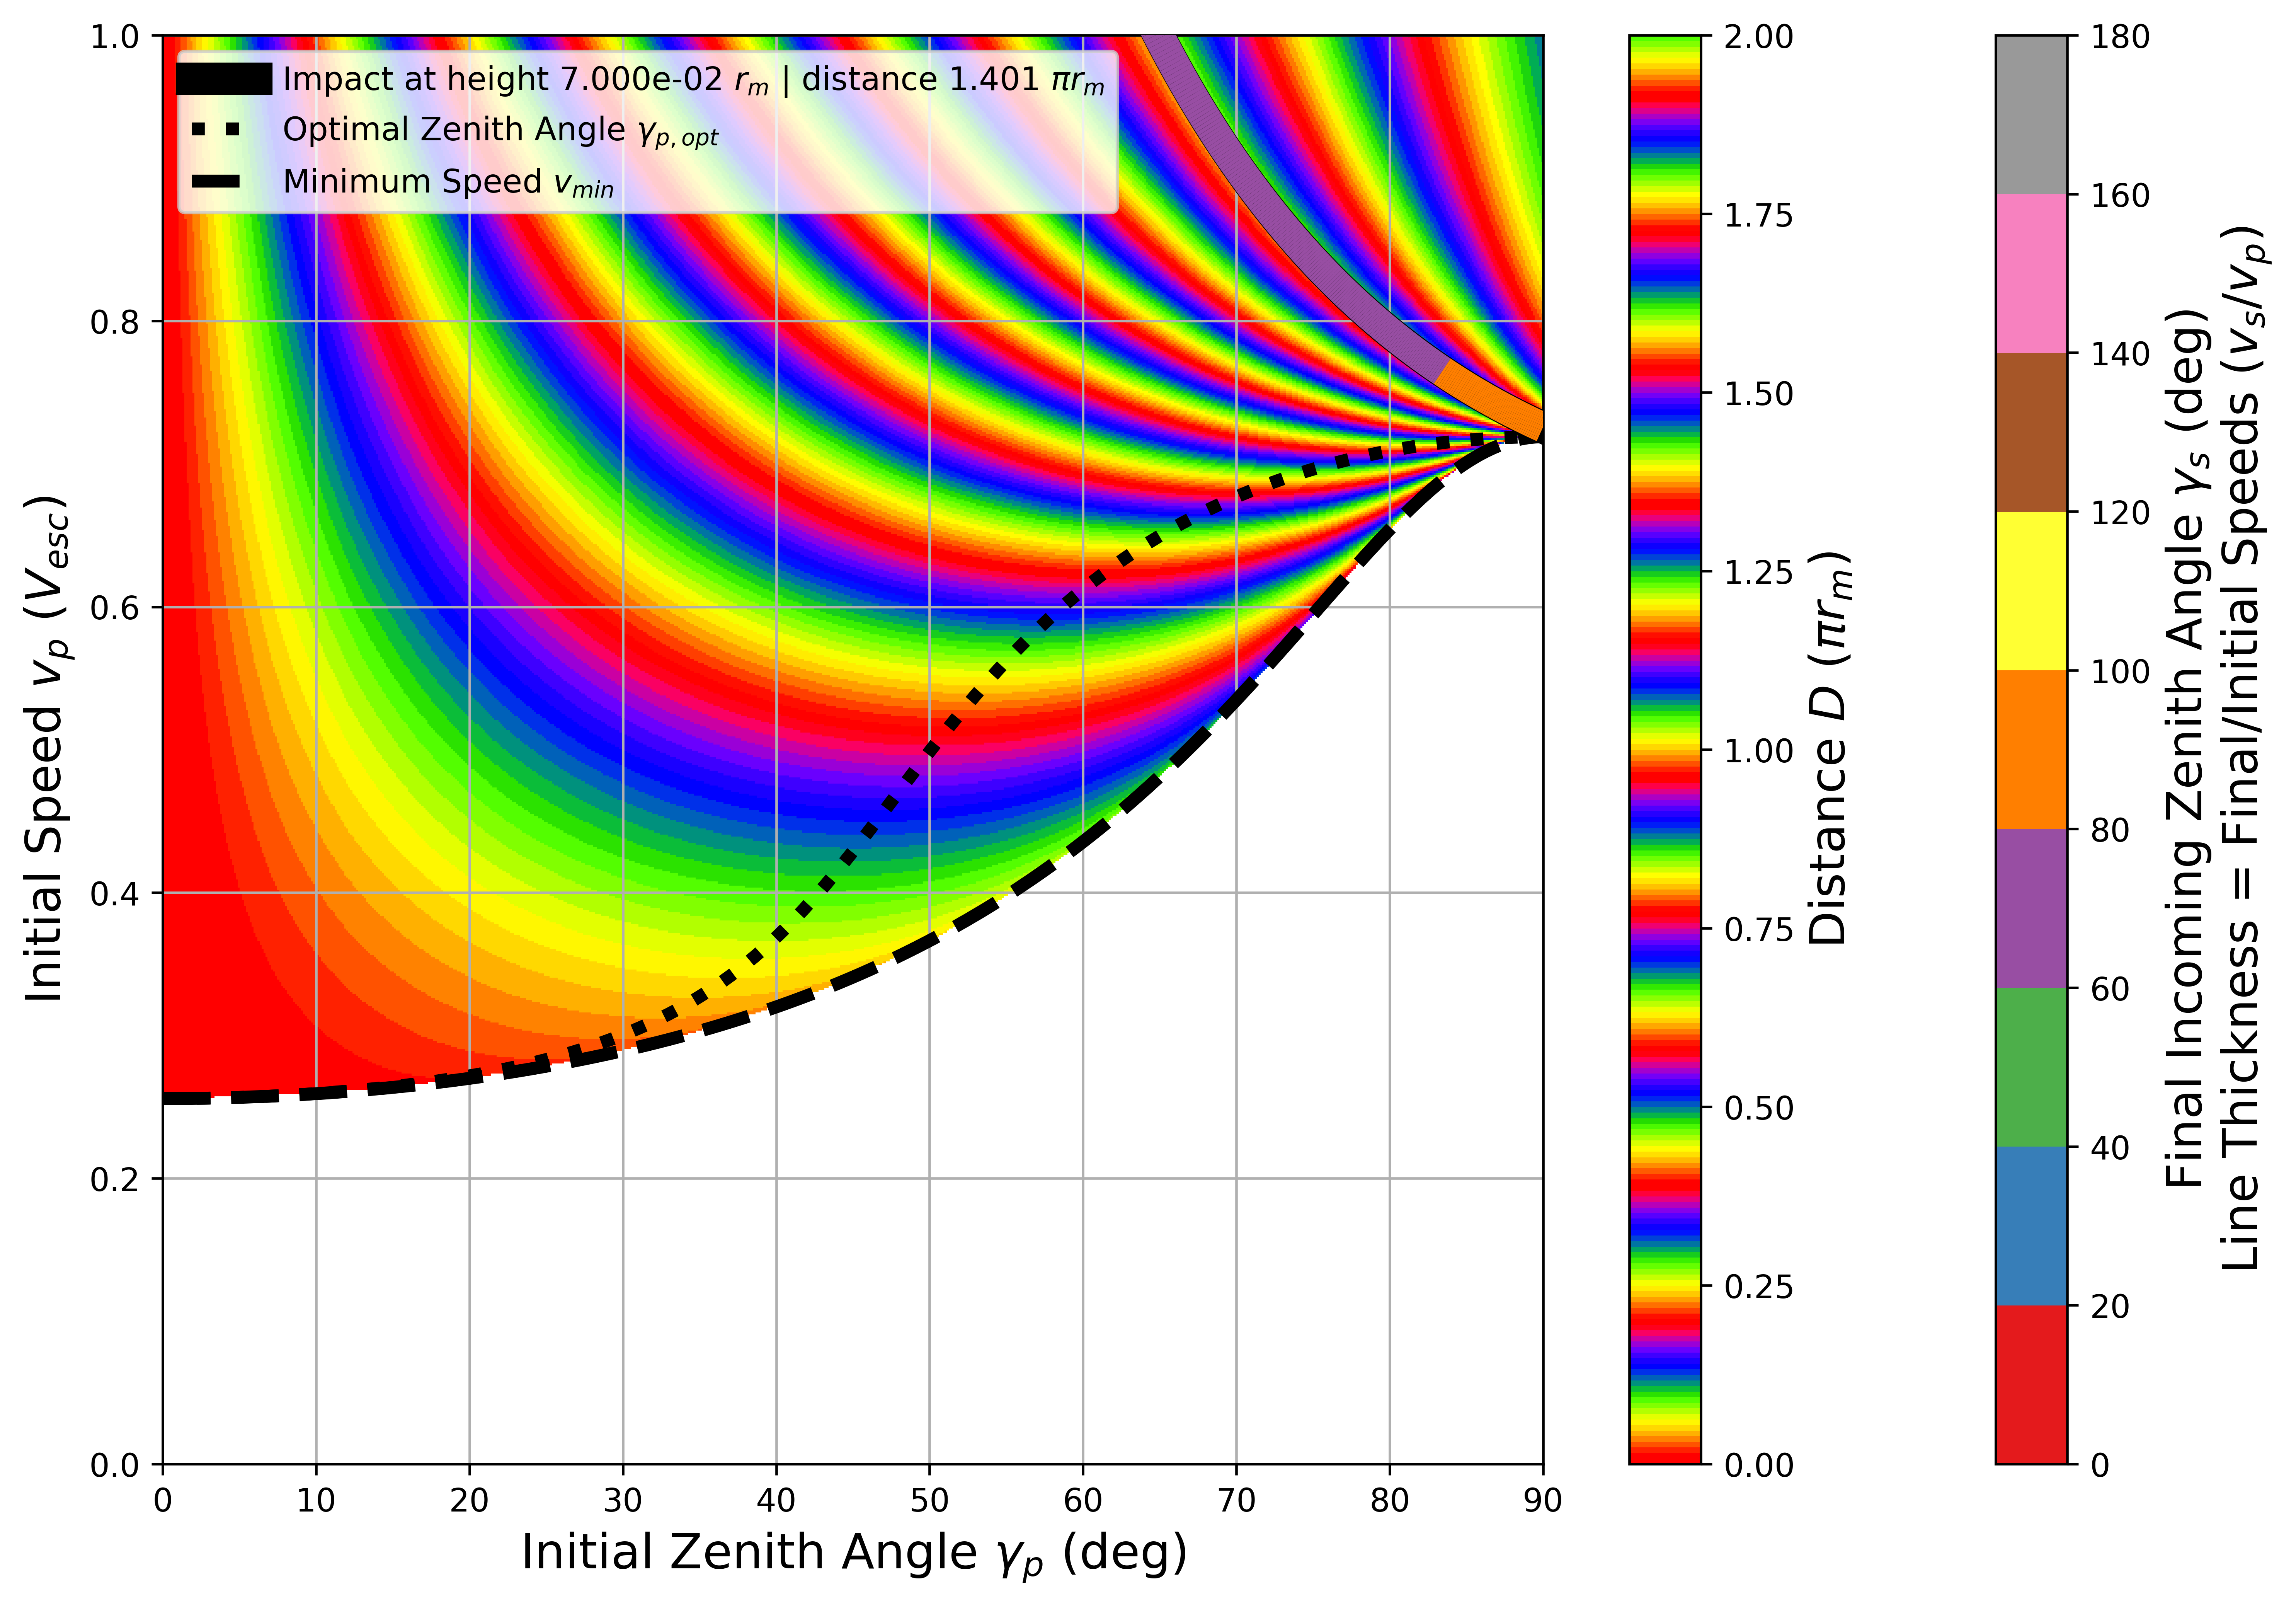 Impact at height 7.000e-02 r_m | distance 1.401 πr_m
Optimal Zenith Angle γ_p, opt
Minimum Speed v_min
Initial Speed v_p (V_esc)
1.0
0.8
0.6
0.4
0.2
0.0
0 10 20 30 40 50 60 70 80 90
Initial Zenith Angle γ_p (deg)
2.00
1.75
1.50
1.25
1.00
0.75
0.50
0.25
0.00
Distance D (πr_m)
180
160
140
120
100
80
60
40
20
0
Final Incoming Zenith Angle γ_s (deg)
Line Thickness = Final/Initial Speeds (v_s/v_p)